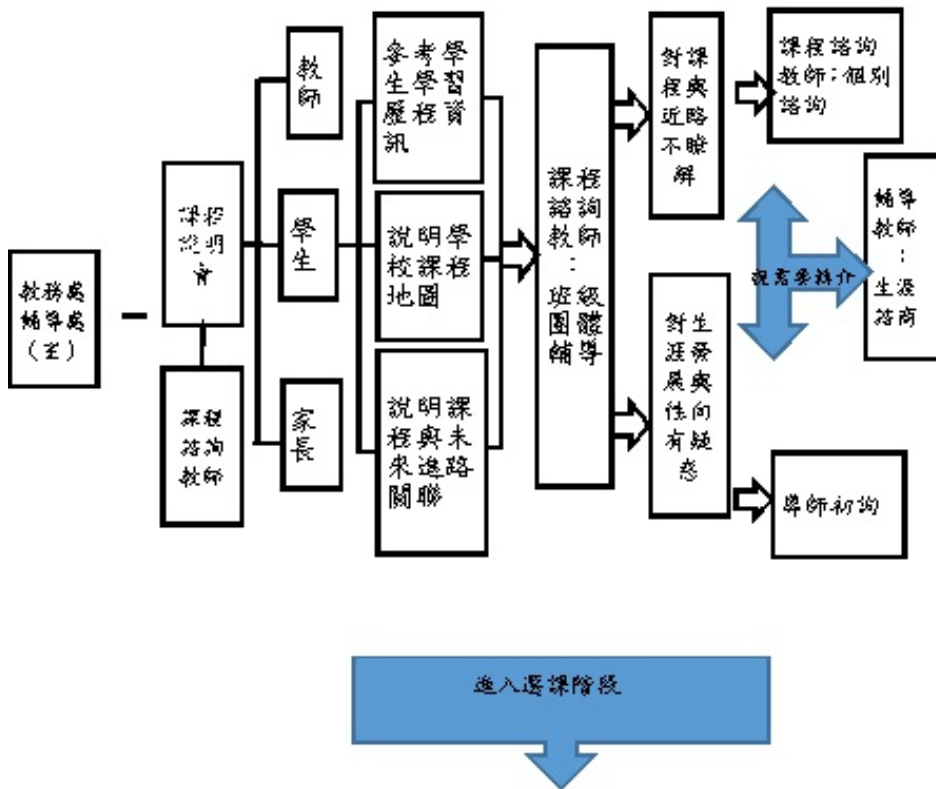 教務處
輔導處
(室)
課程
說明
會
課程
諮詢
教師
教
師
學
生
家
長
參考學
生學習
歷程資
訊
說明學
校課程
地圖
說明課
程與未
來進路
關聯
課程
諮詢
教師
：
班級
團體
輔導
對課
程與
近路
不瞭
解
對生
涯發
展與
性向
有疑
惑
課程諮詢
教師：個別
諮詢
視需要轉介
輔導
教師
：
生涯
諮商
導師初詢
進入選課階段